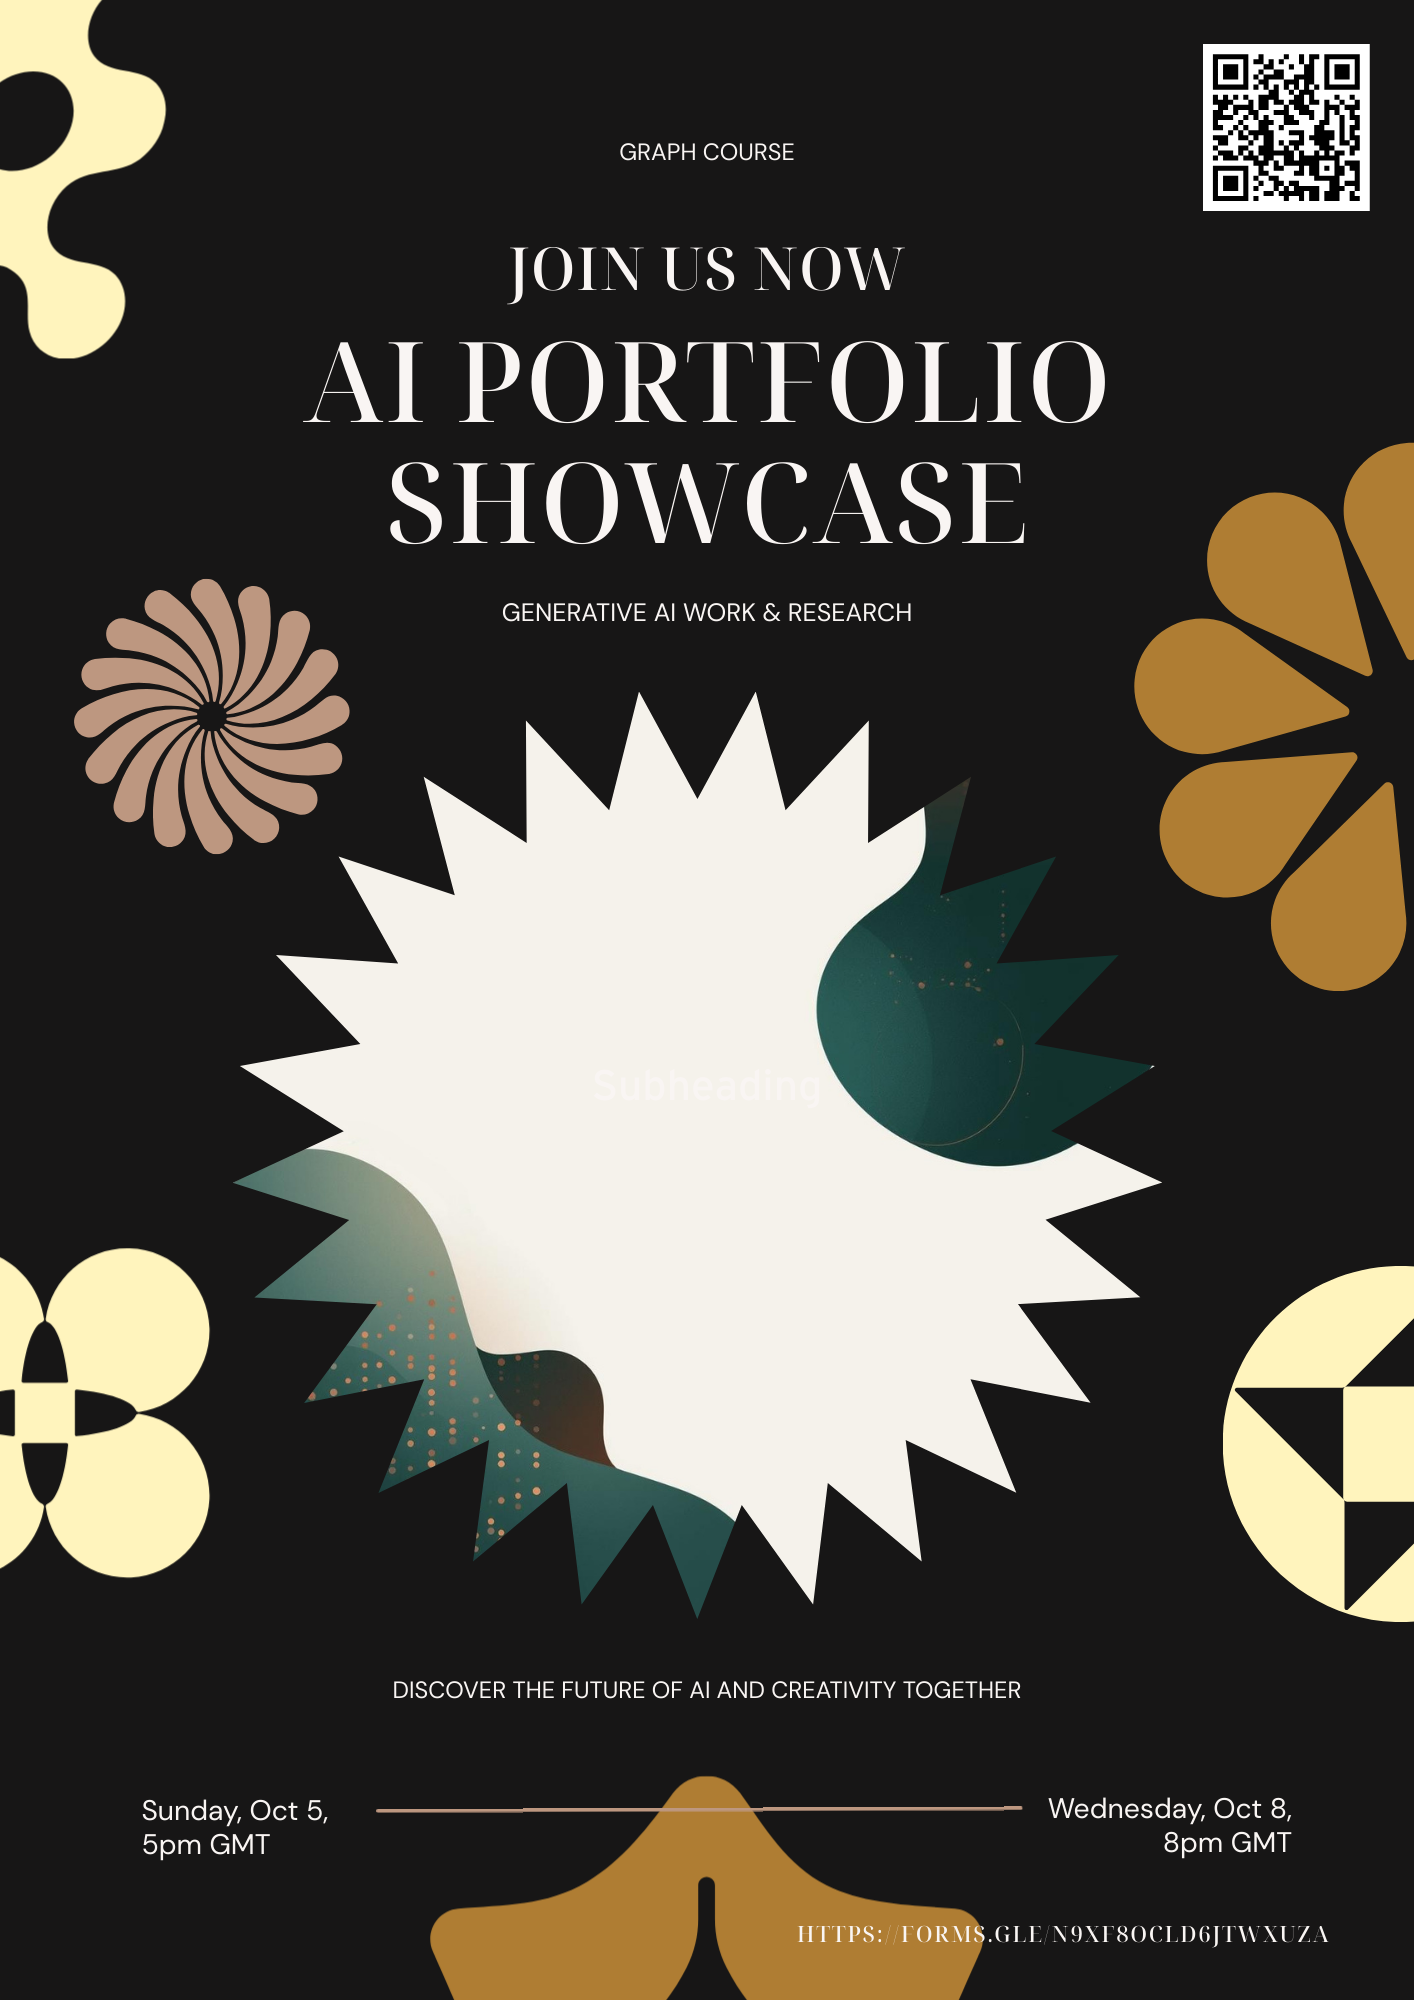 GRAPH COURSE
JOIN US NOW
AI PORTFOLIO
SHOWCASE
GENERATIVE AI WORK & RESEARCH
Subheading
DISCOVER THE FUTURE OF AI AND CREATIVITY TOGETHER
Sunday, Oct 5,
5pm GMT
Wednesday, Oct 8,
8pm GMT
HTTPS://FORMS.GLE/N9XF8OCLD6JTWXUZA